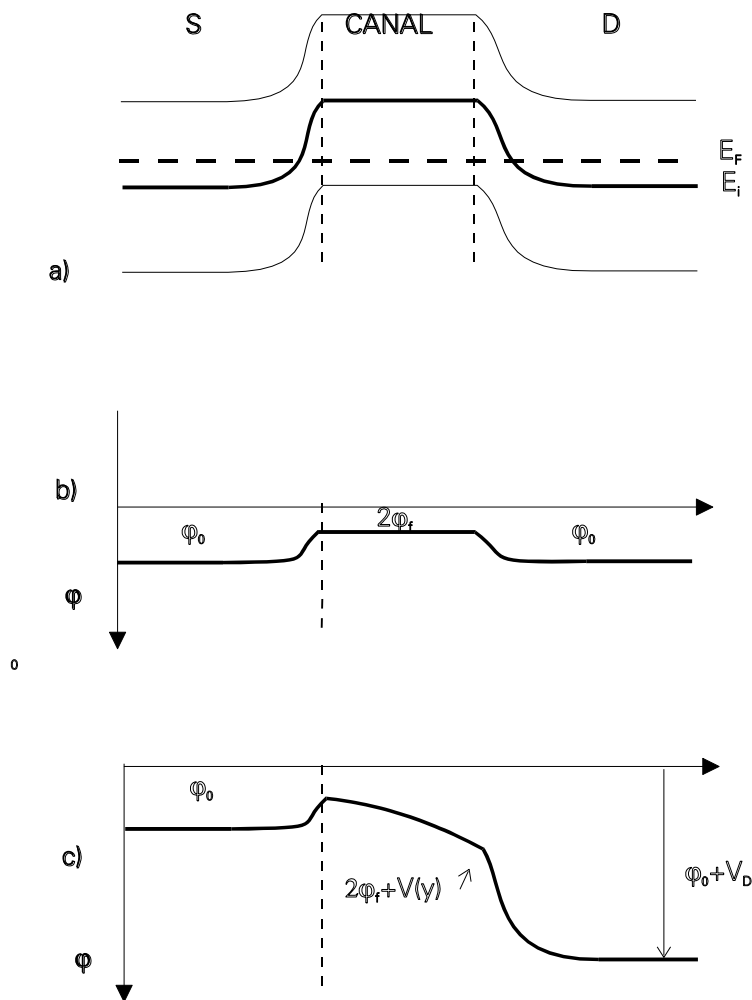 S CANAL D
E_F
E_i
a)
b)
φ₀ 2φ_f φ₀
φ
₀
φ₀
c)
2φ_f+V(y) φ₀+V_D
φ